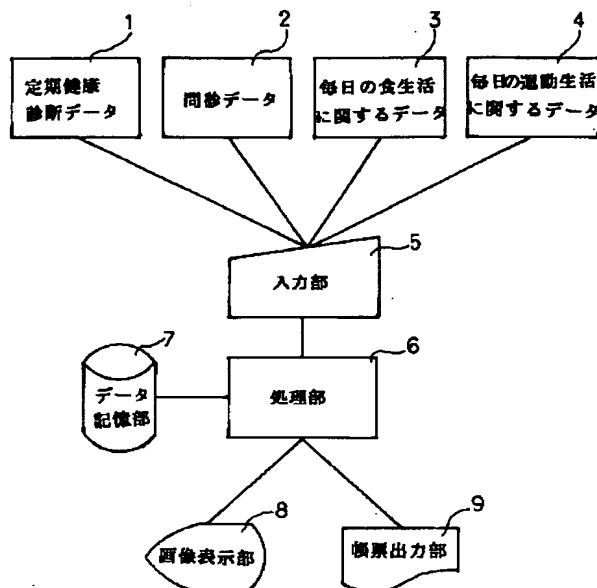 1
2
3
4
定期健康
診断データ
問診データ
毎日の食生活
に関するデータ
毎日の運動生活
に関するデータ
5
入力部
7
データ
記憶部
6
処理部
8
画像表示部
9
帳票出力部